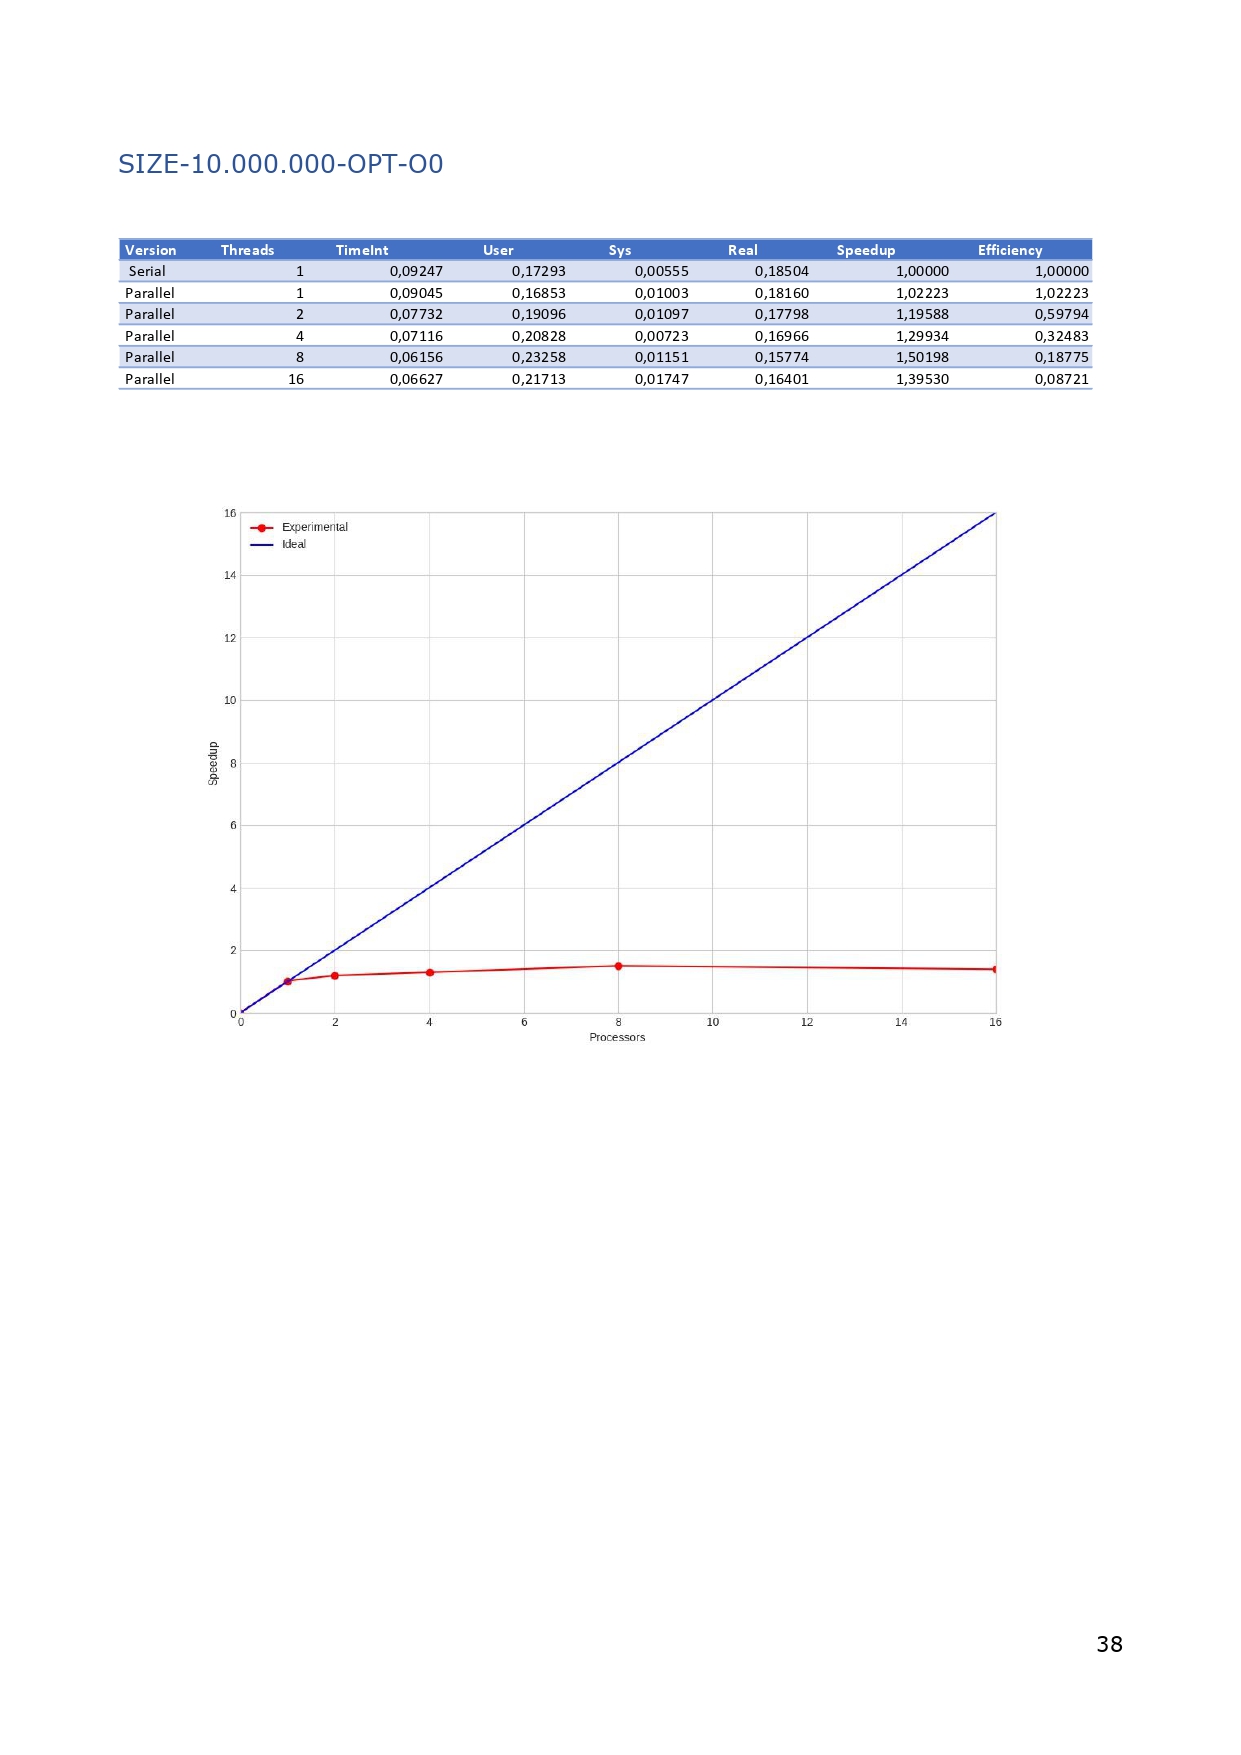 SIZE-10.000.000-OPT-O0
Version Threads TimeInt User Sys Real Speedup Efficiency
Serial 1 0,09247 0,17293 0,00555 0,18504 1,00000 1,00000
Parallel 1 0,09045 0,16853 0,01003 0,18160 1,02223 1,02223
Parallel 2 0,07732 0,19096 0,01097 0,17798 1,19588 0,59794
Parallel 4 0,07116 0,20828 0,00723 0,16966 1,29934 0,32483
Parallel 8 0,06156 0,23258 0,01151 0,15774 1,50198 0,18775
Parallel 16 0,06627 0,21713 0,01747 0,16401 1,39530 0,08721
Experimental
Ideal
16
14
12
10
8
6
4
2
0
Speedup
0 2 4 6 8 10 12 14 16
Processors
38